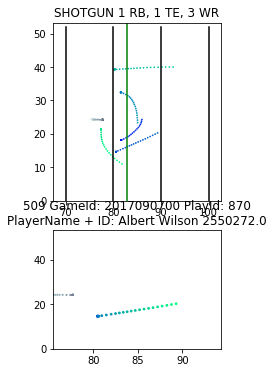 SHOTGUN 1 RB, 1 TE, 3 WR
50
40
30
20
10
0
70 80 90 100
509 GameId: 2017090700 PlayId: 870
PlayerName + ID: Albert Wilson 2550272.0
40
20
0
80 85 90